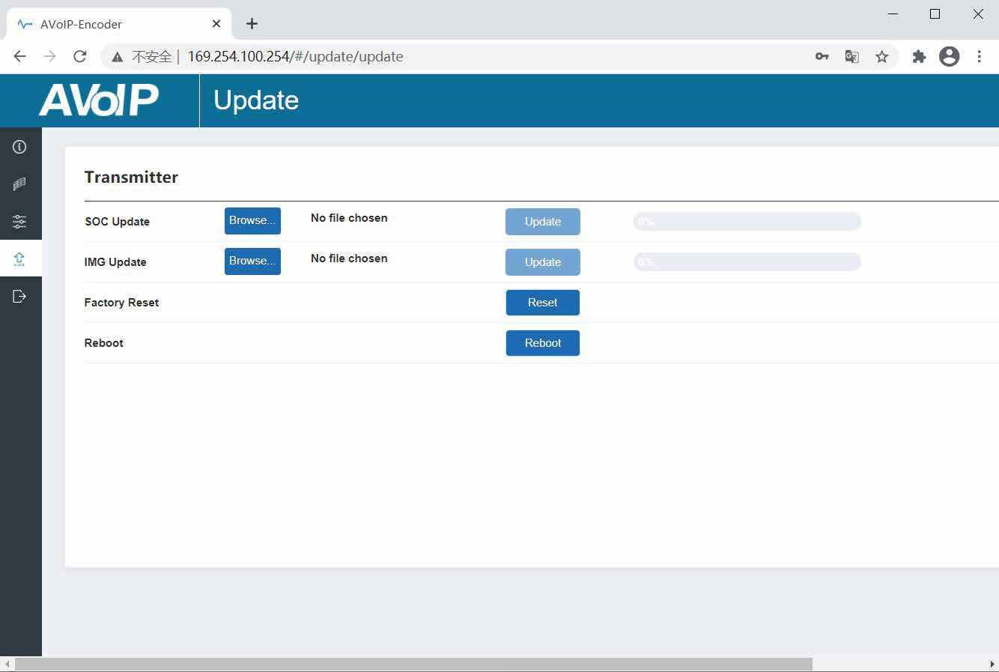 AVoIP-Encoder
不安全 | 169.254.100.254/#/update/update
AVoIP
Update
Transmitter
SOC Update Browse... No file chosen Update 0%
IMG Update Browse... No file chosen Update 0%
Factory Reset Reset
Reboot Reboot